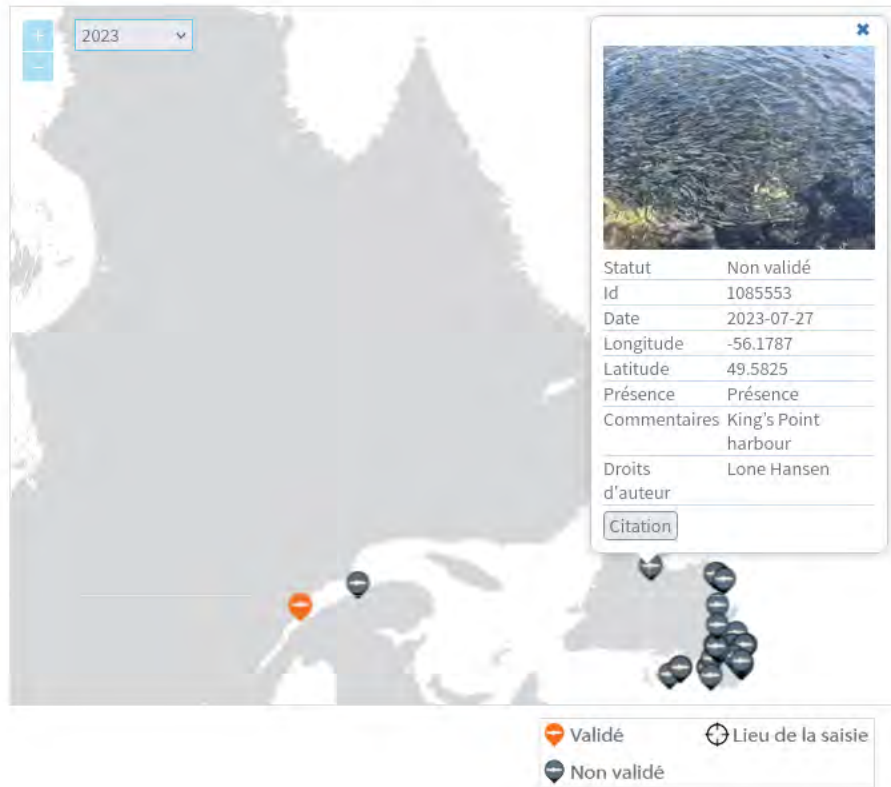 +
−
2023
✖
Statut Non validé
Id 1085553
Date 2023-07-27
Longitude -56.1787
Latitude 49.5825
Présence Présence
Commentaires King's Point
harbour
Droits Lone Hansen
d'auteur
Citation
Validé Lieu de la saisie
Non validé